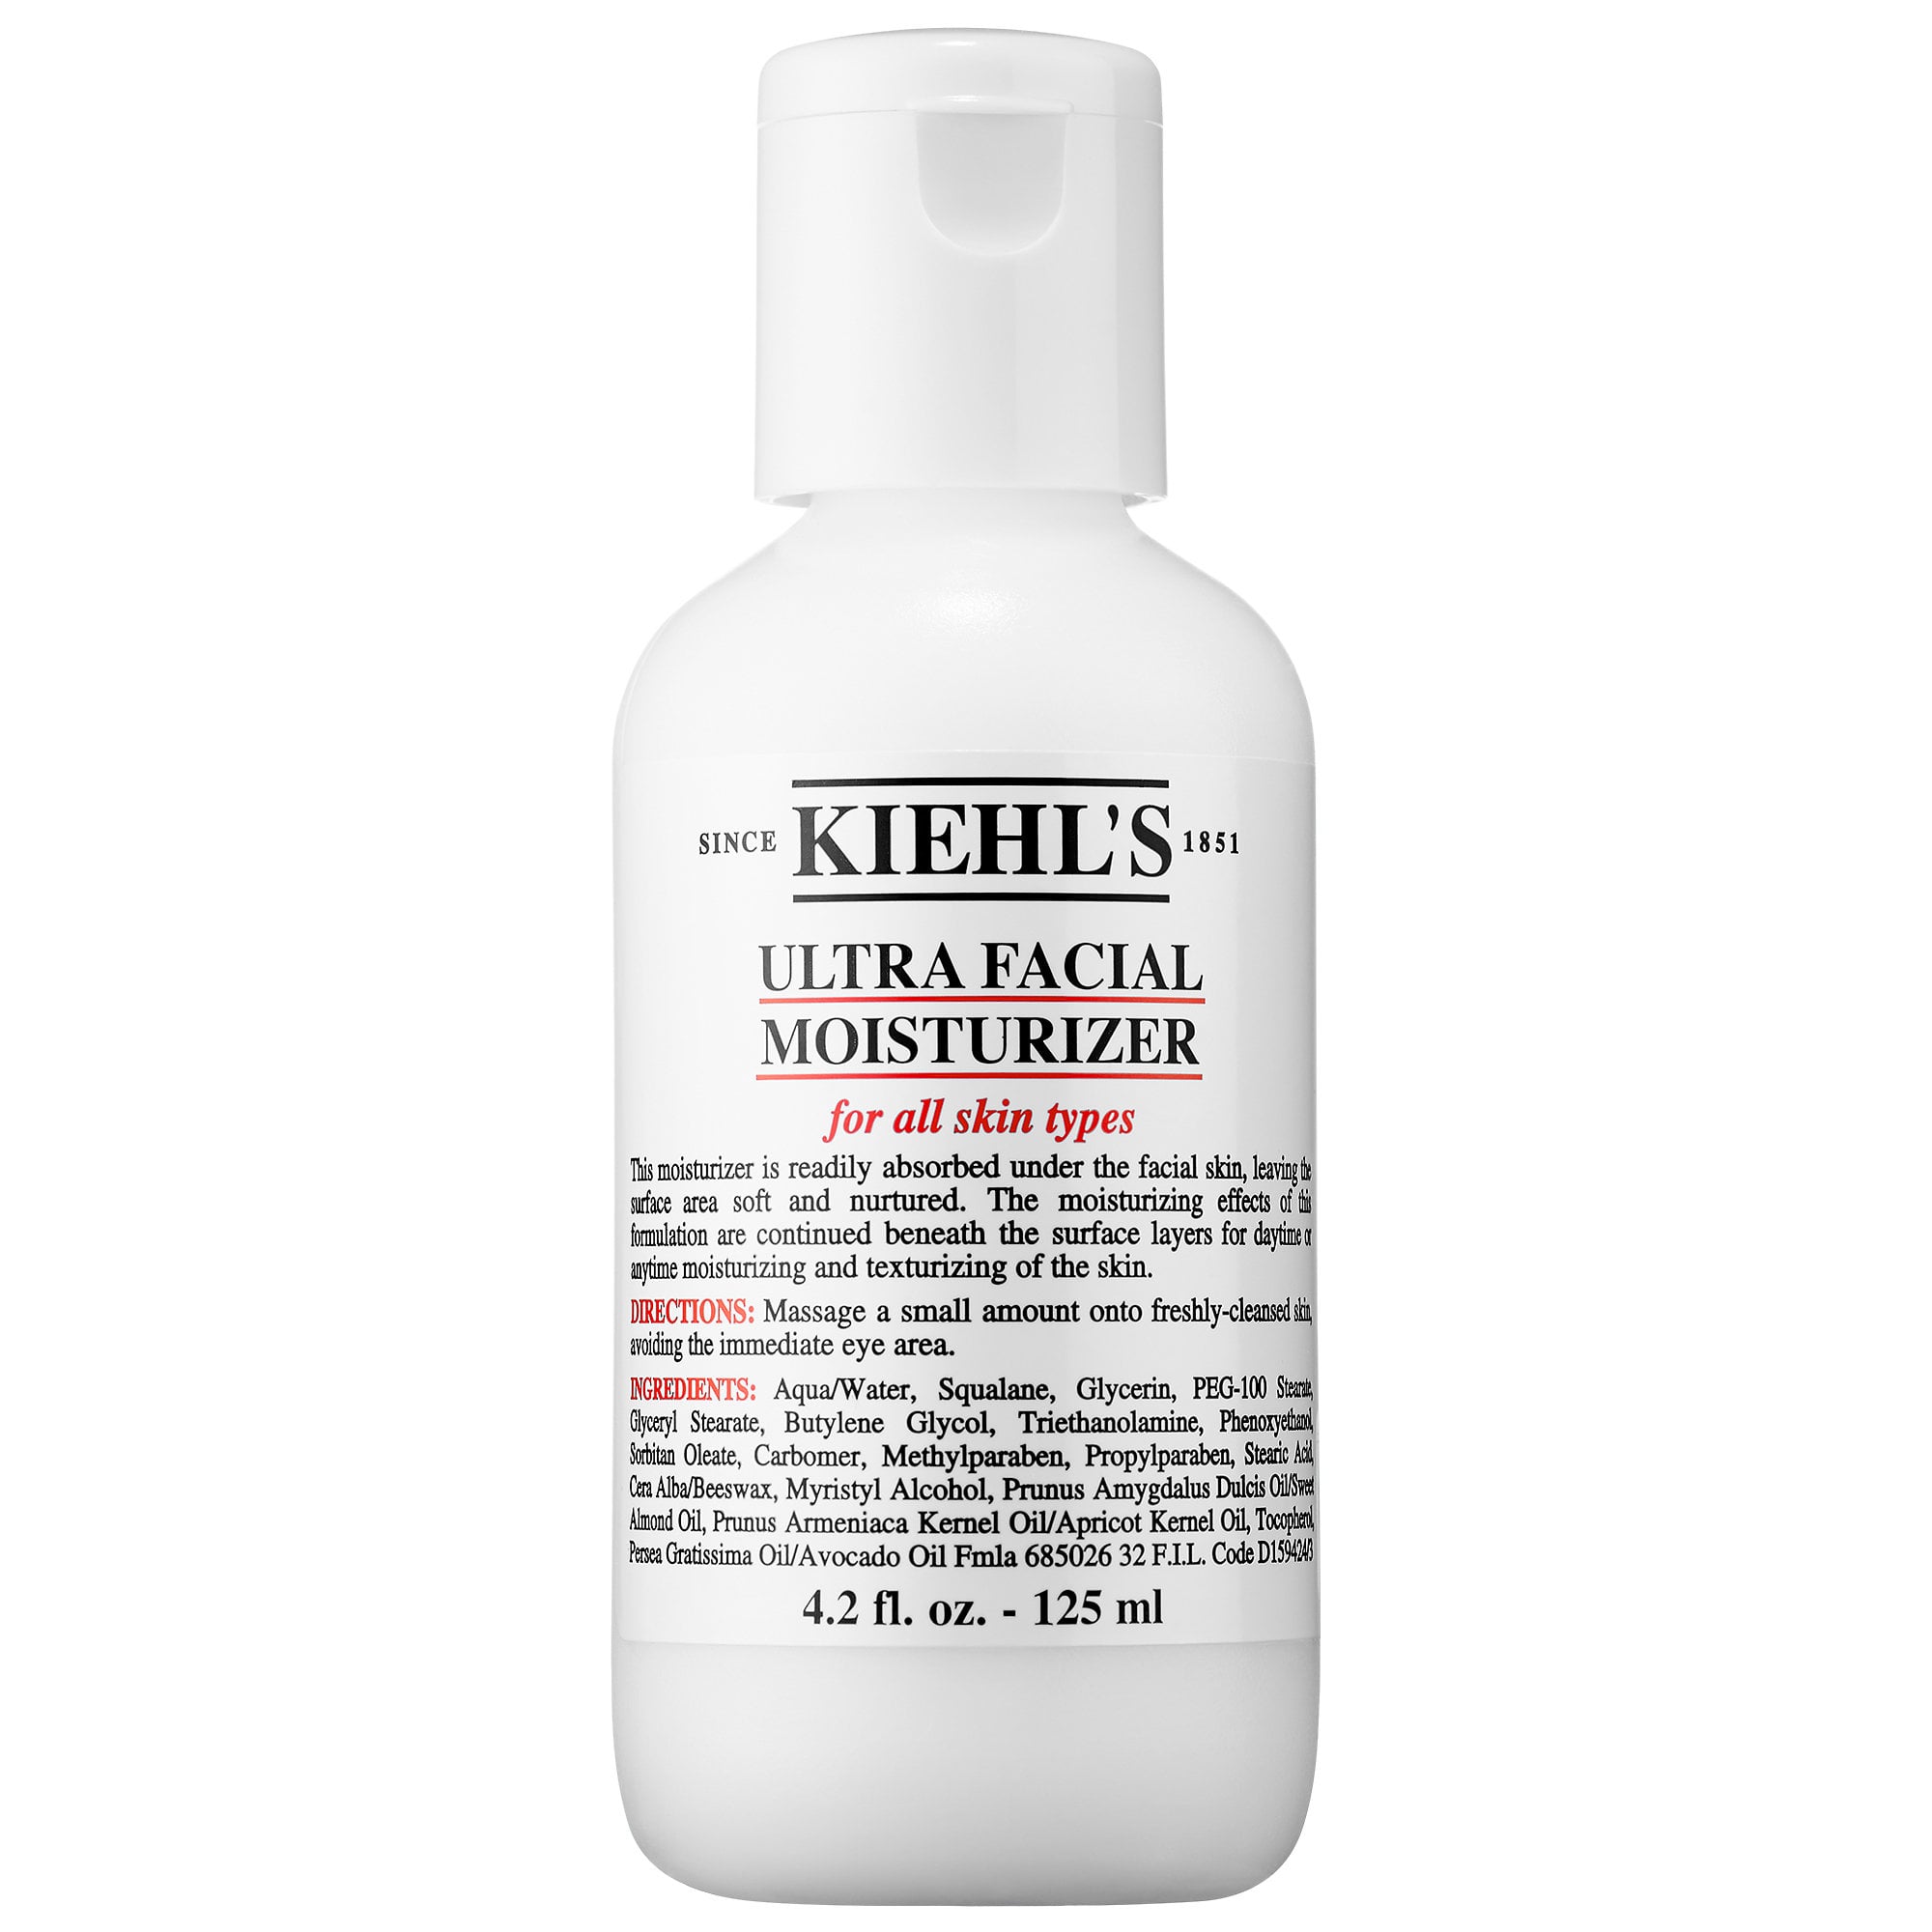 SINCE KIEHL'S 1851
ULTRA FACIAL
MOISTURIZER
for all skin types
This moisturizer is readily absorbed under the facial skin, leaving the
surface area soft and nurtured. The moisturizing effects of this
formulation are continued beneath the surface layers for daytime or
anytime moisturizing and texturizing of the skin.
DIRECTIONS: Massage a small amount onto freshly-cleansed skin,
avoiding the immediate eye area.
INGREDIENTS: Aqua/Water, Squalane, Glycerin, PEG-100 Stearate,
Glyceryl Stearate, Butylene Glycol, Triethanolamine, Phenoxyethanol,
Sorbitan Oleate, Carbomer, Methylparaben, Propylparaben, Stearic Acid,
Cera Alba/Beeswax, Myristyl Alcohol, Prunus Amygdalus Dulcis Oil/Sweet
Almond Oil, Prunus Armeniaca Kernel Oil/Apricot Kernel Oil, Tocopherol,
Persea Gratissima Oil/Avocado Oil Fmla 685026 32 F.I.L. Code D159424/3
4.2 fl. oz. - 125 ml